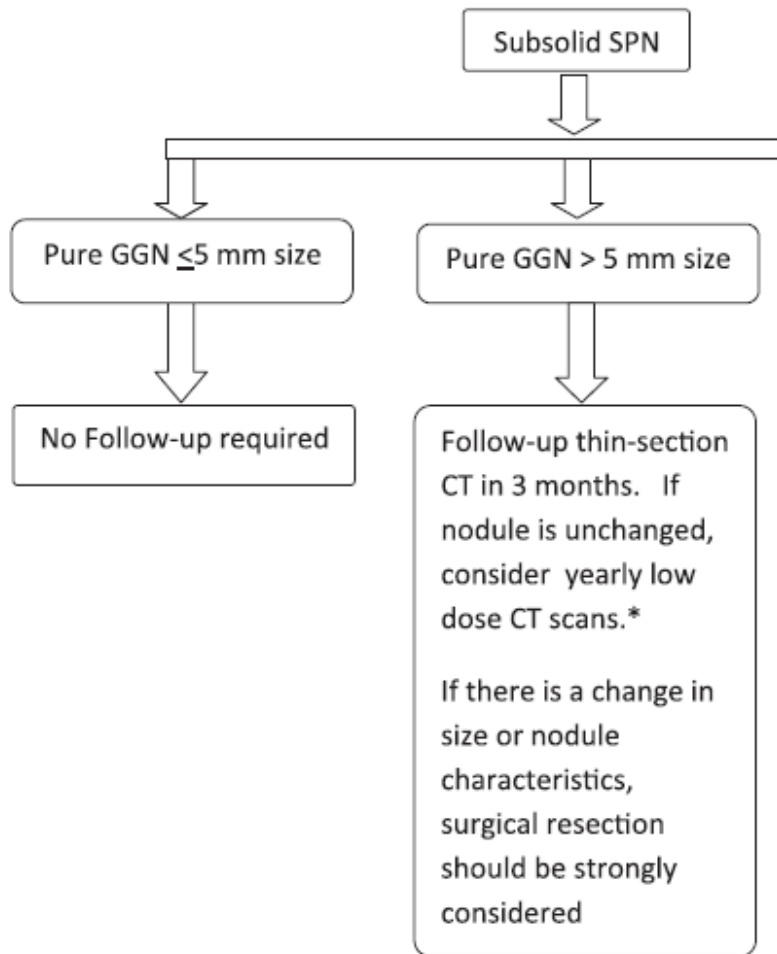 Subsolid SPN
Pure GGN ≤5 mm size
Pure GGN > 5 mm size
No Follow-up required
Follow-up thin-section
CT in 3 months. If
nodule is unchanged,
consider yearly low
dose CT scans.*
If there is a change in
size or nodule
characteristics,
surgical resection
should be strongly
considered